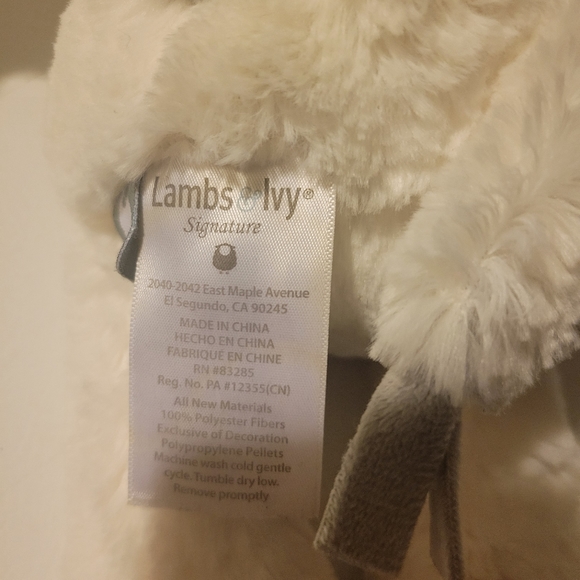 Lambs & Ivy®
Signature
2040-2042 East Maple Avenue
El Segundo, CA 90245
MADE IN CHINA
HECHO EN CHINA
FABRIQUÉ EN CHINE
RN #83285
Reg. No. PA #12355(CN)
All New Materials
100% Polyester Fibers
Exclusive of Decoration
Polypropylene Pellets
Machine wash cold gentle
cycle. Tumble dry low.
Remove promptly